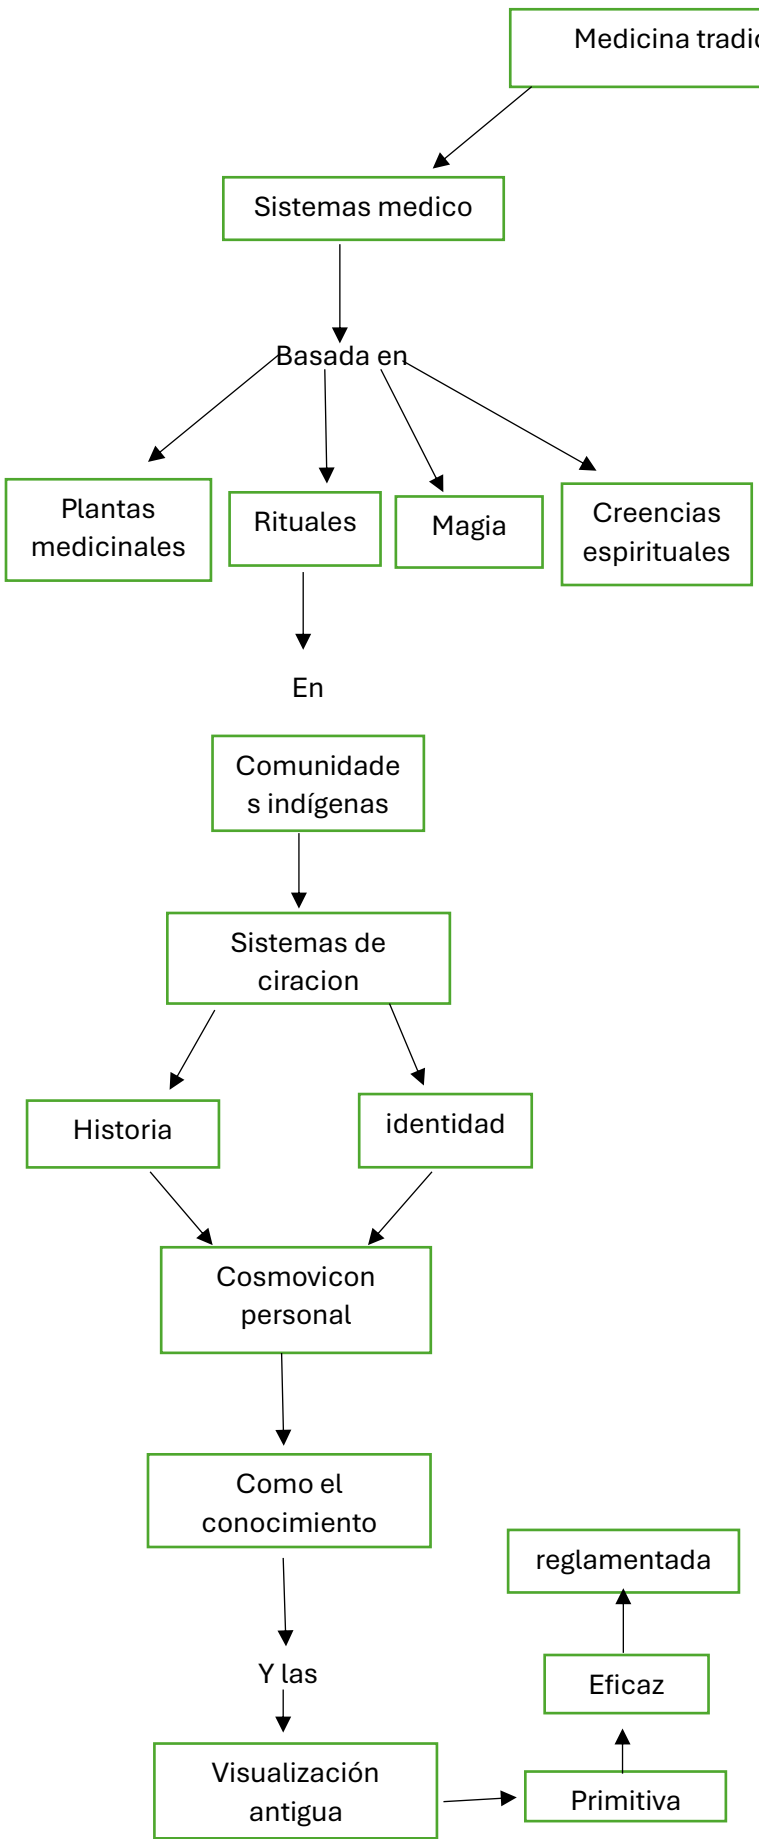 Medicina
Sistemas medico
Basada en
Plantas
medicinales
Rituales
Magia
Creencias
espirituales
En
Comunidade
s indígenas
Sistemas de
ciracion
Historia
identidad
Cosmovicon
personal
Como el
conocimiento
reglamentada
Y las
Eficaz
Visualización
antigua
Primitiva